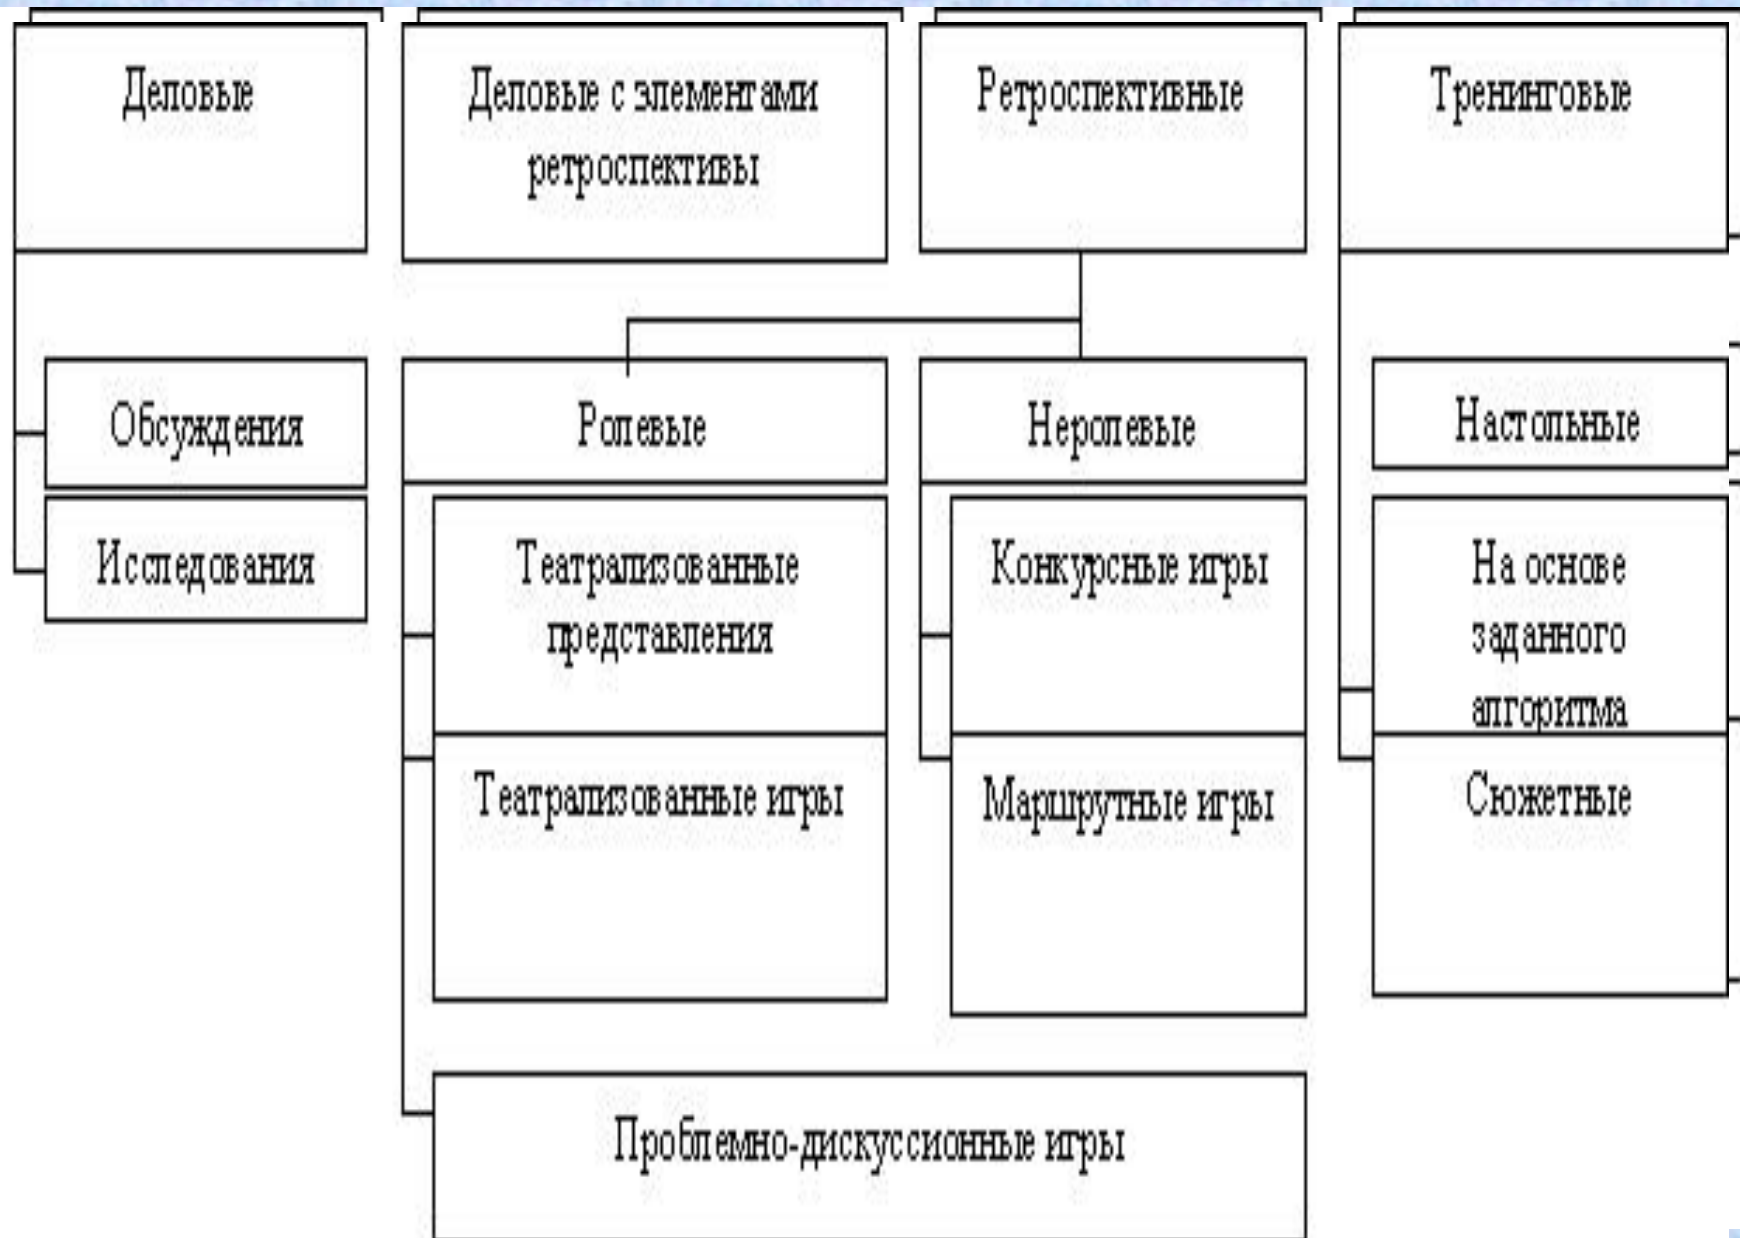 Деловые
Деловые с элементами
ретроспективы
Ретроспективные
Тренинговые
Обсуждения
Ролевые
Неролевые
Настольные
Исследования
Театрализованные
представления
Конкурсные игры
На основе
заданного
алгоритма
Театрализованные игры
Маршрутные игры
Сюжетные
Проблемно-дискуссионные игры